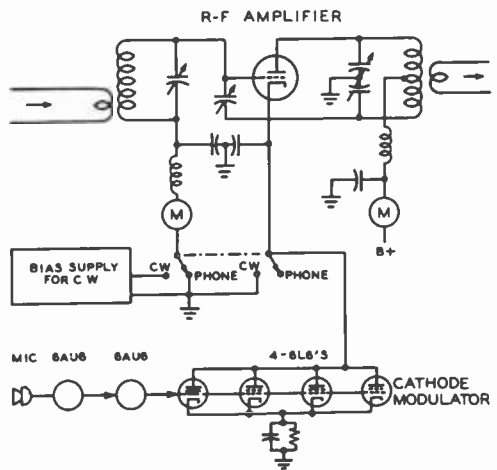 R-F AMPLIFIER
M
M
B+
BIAS SUPPLY
FOR C W
CW
PHONE
CW
PHONE
MIC 6AU6 6AU6
4-6L6'S
CATHODE
MODULATOR